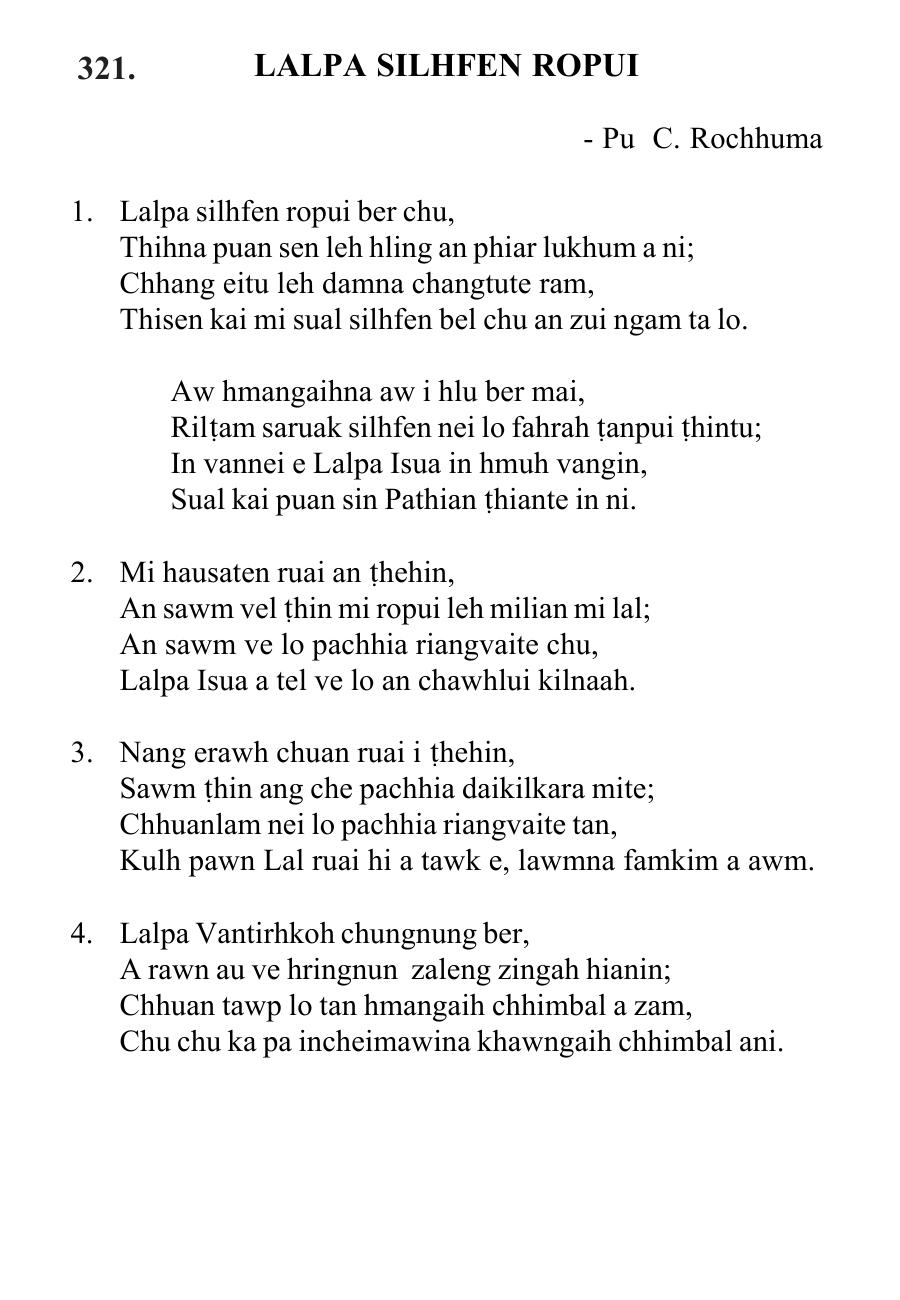 321. LALPA SILHFEN ROPUI
- Pu C. Rochhuma
1. Lalpa silhfen ropui ber chu,
Thihna puan sen leh hling an phiar lukhum a ni;
Chhang eitu leh damna changtute ram,
Thisen kai mi sual silhfen bel chu an zui ngam ta lo.
Aw hmangaihna aw i hlu ber mai,
Rilṭam saruak silhfen nei lo fahrah ṭanpui ṭhintu;
In vannei e Lalpa Isua in hmuh vangin,
Sual kai puan sin Pathian ṭhiante in ni.
2. Mi hausaten ruai an ṭhehin,
An sawm vel ṭhin mi ropui leh milian mi lal;
An sawm ve lo pachhia riangvaite chu,
Lalpa Isua a tel ve lo an chawhlui kilnaah.
3. Nang erawh chuan ruai i ṭhehin,
Sawm ṭhin ang che pachhia daikilkara mite;
Chhuanlam nei lo pachhia riangvaite tan,
Kulh pawn Lal ruai hi a tawk e, lawmna famkim a awm.
4. Lalpa Vantirhkoh chungnung ber,
A rawn au ve hringnun zaleng zingah hianin;
Chhuan tawp lo tan hmangaih chhimbal a zam,
Chu chu ka pa incheimawina khawngaih chhimbal ani.